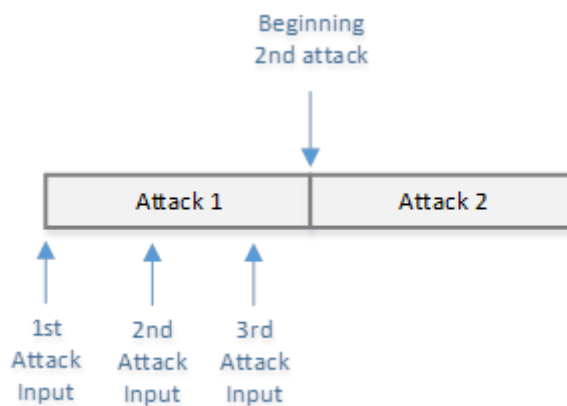 Beginning
2nd attack
Attack 1
Attack 2
1st
Attack
Input
2nd
Attack
Input
3rd
Attack
Input